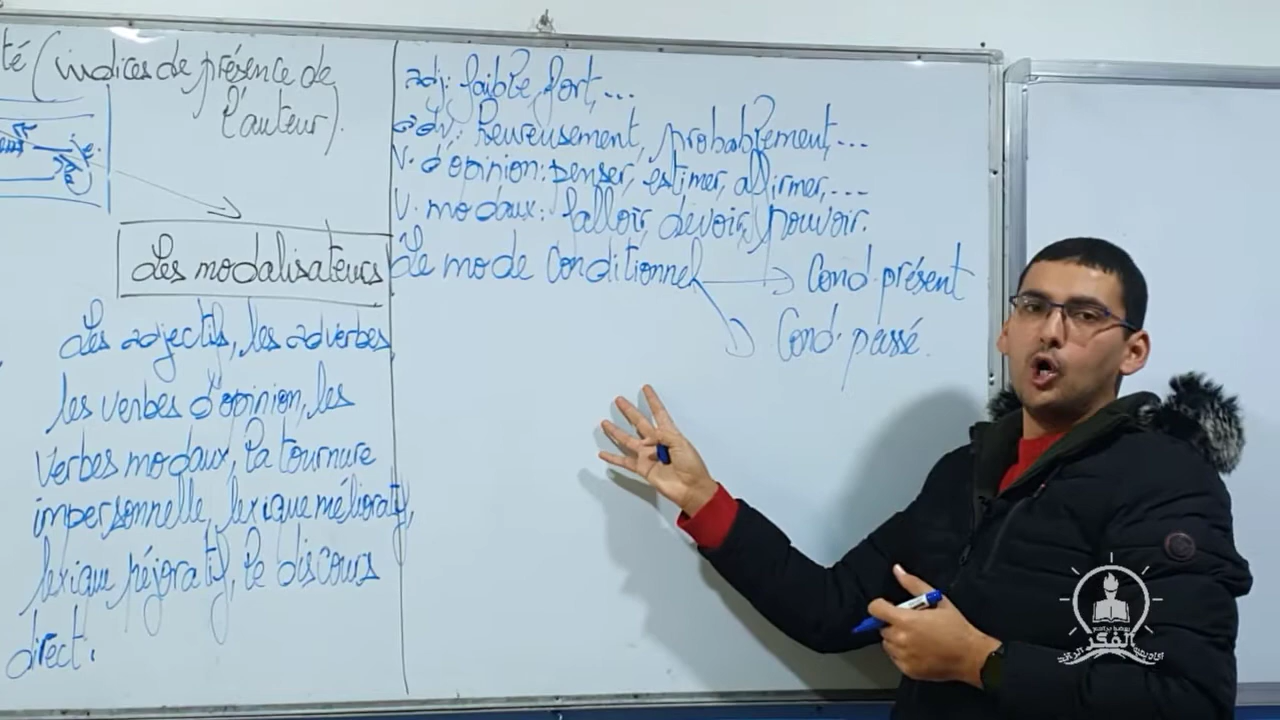 té (indices de présence de
l'auteur).
Les modalisateurs
Les adjectifs, les adverbes
les verbes d'opinion, les
verbes modaux, la tournure
impersonnelle, lexique mélioratif,
lexique péjoratif, le discours
direct.
adj: faible, fort, ...
adv: heureusement, probablement, ...
V. d'opinion: penser, estimer, affirmer, ...
V. modaux: falloir, devoir, pouvoir.
Le mode conditionnel
Cond. présent
Cond. passé.
الفكر